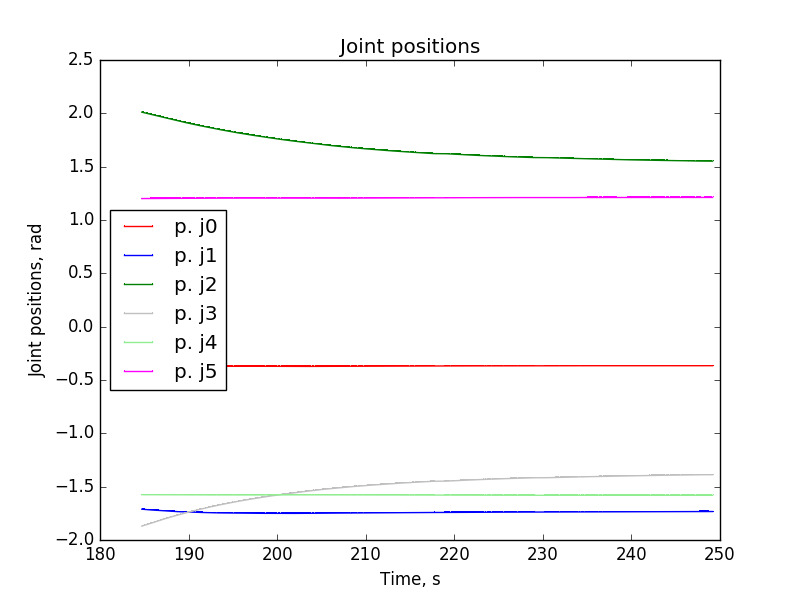 Joint positions
2.5
2.0
1.5
1.0
0.5
0.0
−0.5
−1.0
−1.5
−2.0
Joint positions, rad
p. j0
p. j1
p. j2
p. j3
p. j4
p. j5
180 190 200 210 220 230 240 250
Time, s